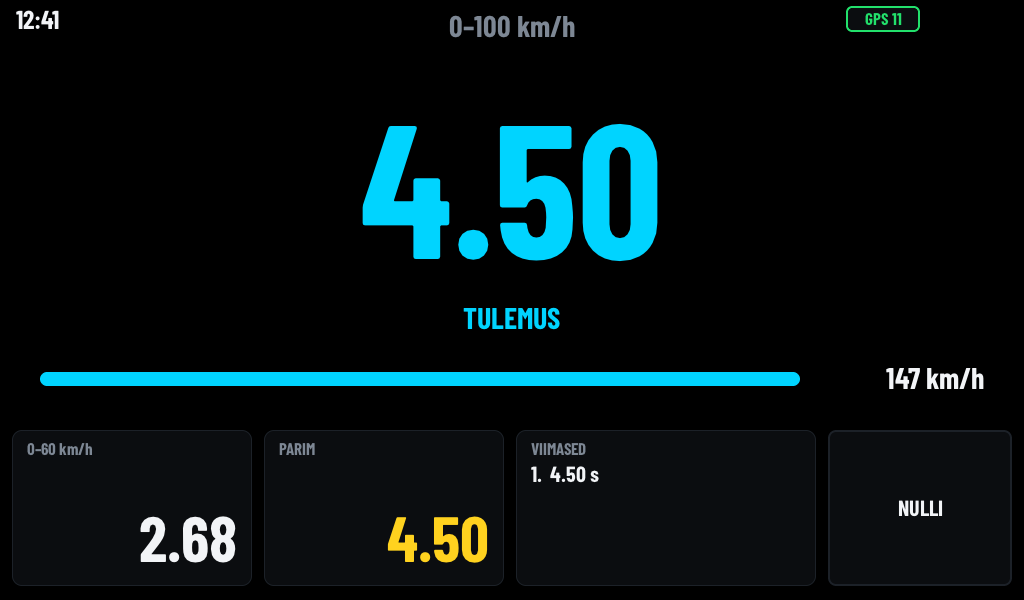 12:41
0–100 km/h
GPS 11
4.50
TULEMUS
147 km/h
0–60 km/h
2.68
PARIM
4.50
VIIMASED
1. 4.50 s
NULLI